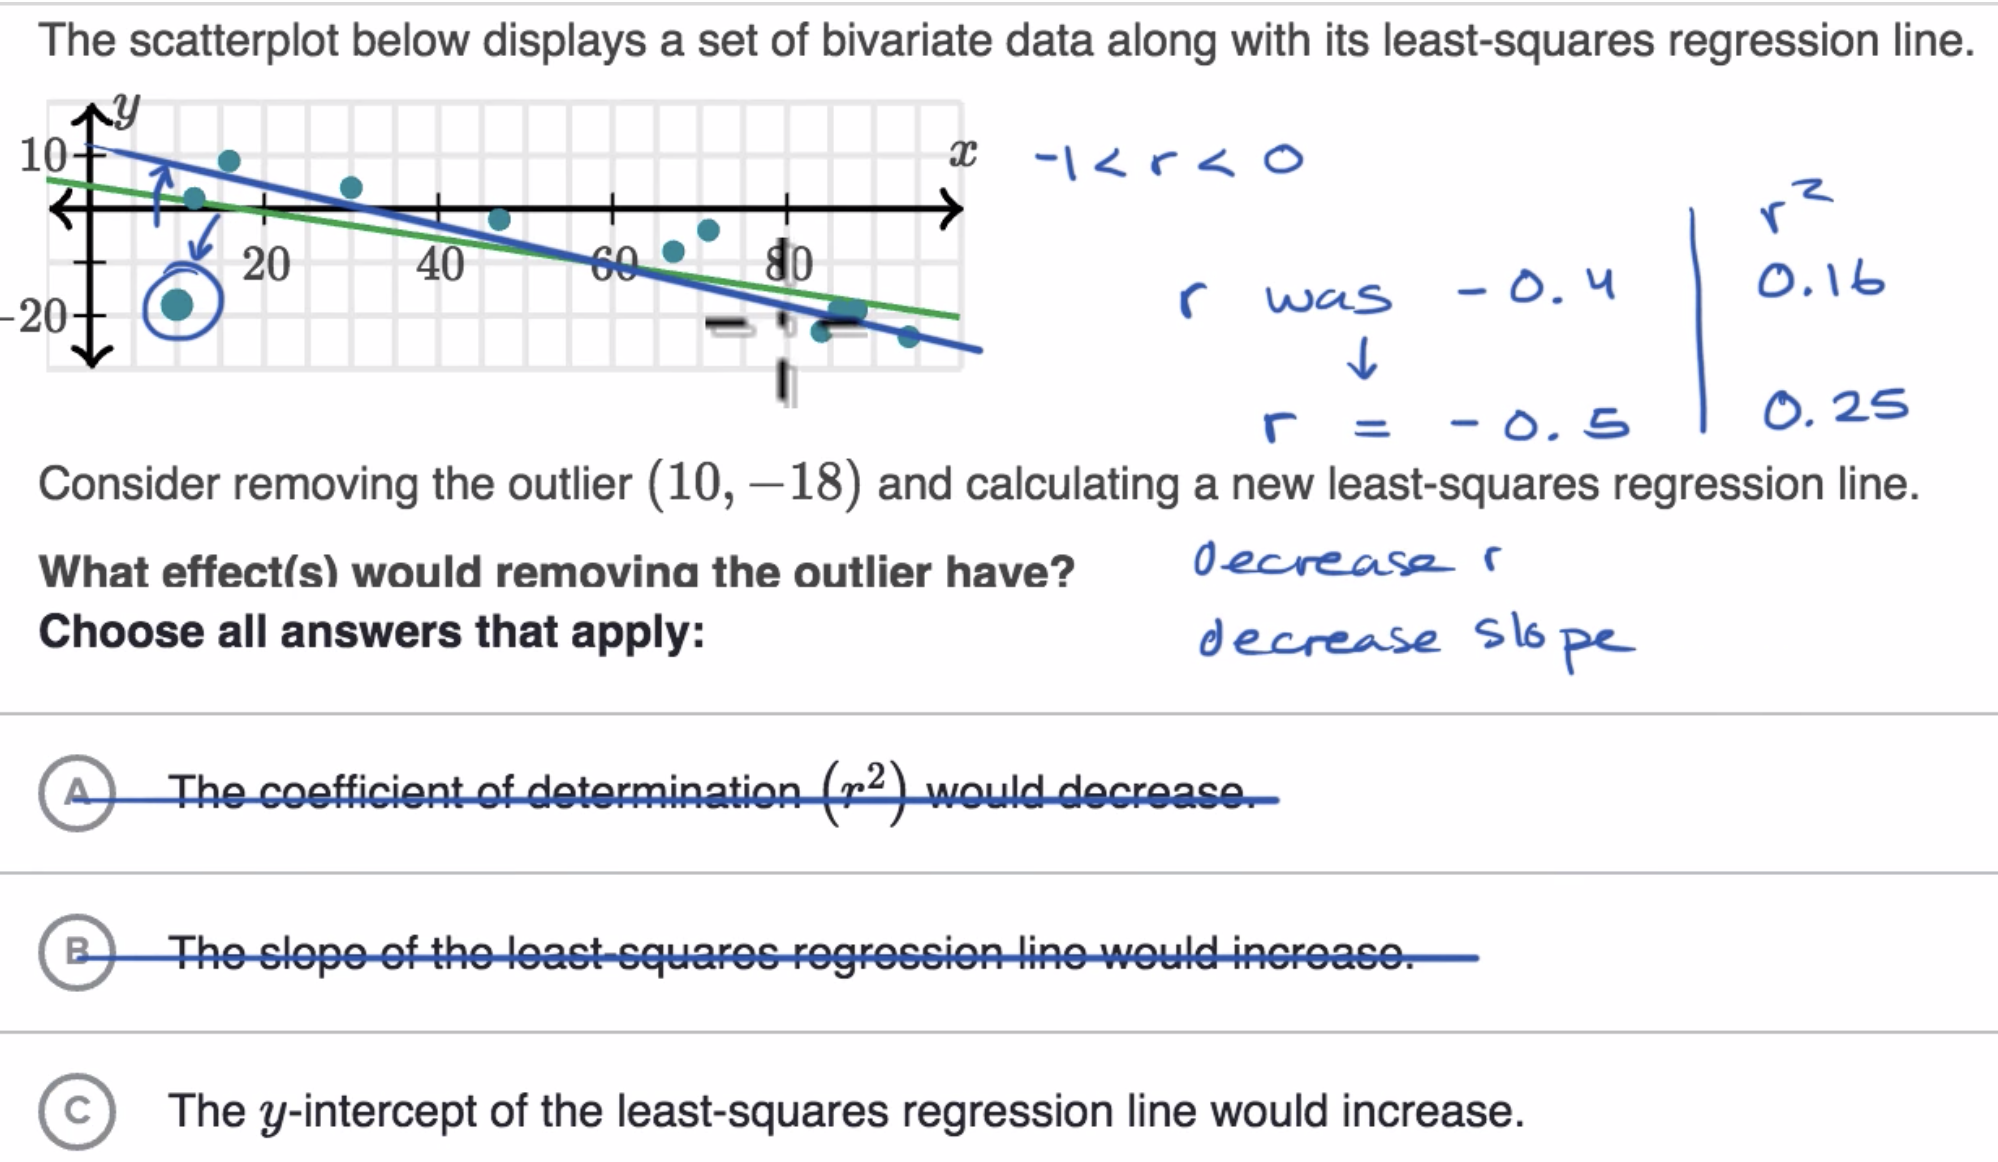 The scatterplot below displays a set of bivariate data along with its least-squares regression line.
y
10
x
-1 < r < 0
r²
20 40 60 80
r was -0.4 0.16
-20
↓
r = -0.5 0.25
Consider removing the outlier (10, −18) and calculating a new least-squares regression line.
What effect(s) would removing the outlier have?
decrease r
Choose all answers that apply:
decrease slope
A The coefficient of determination (r²) would decrease.
B The slope of the least-squares regression line would increase.
C The y-intercept of the least-squares regression line would increase.